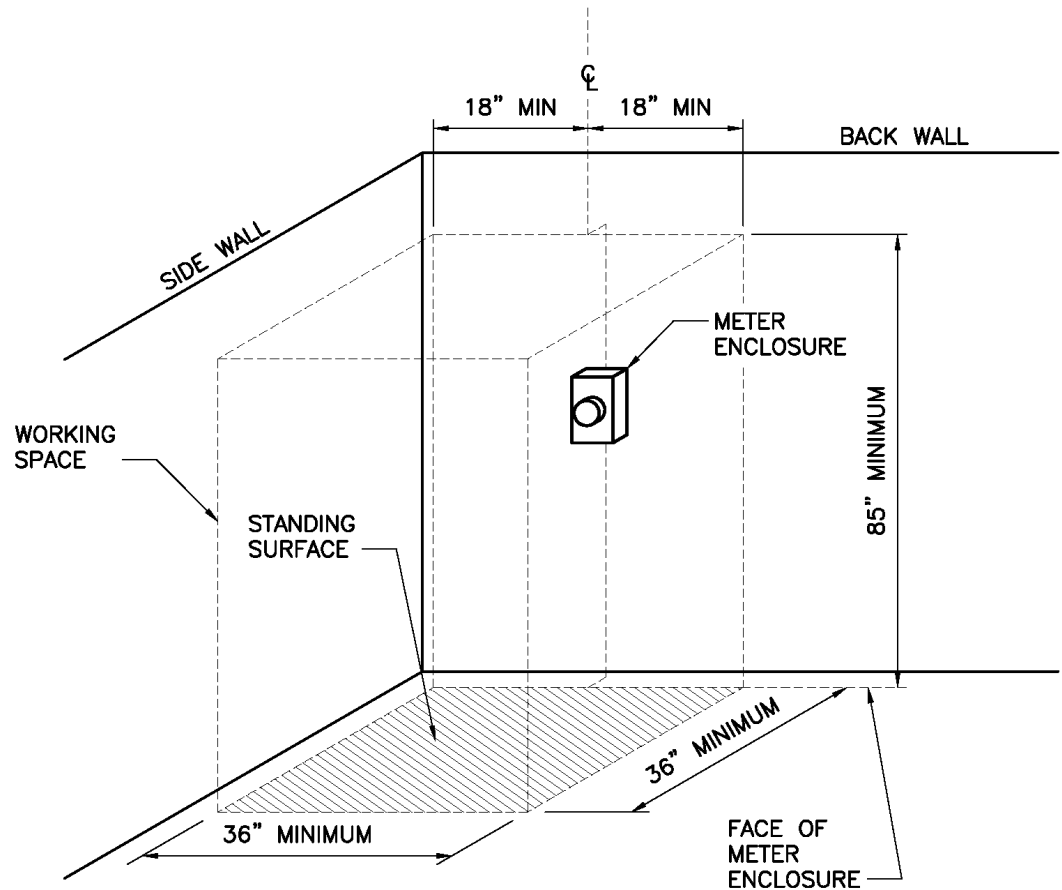 ℄
18” MIN
18” MIN
BACK WALL
SIDE WALL
METER
ENCLOSURE
WORKING
SPACE
STANDING
SURFACE
85” MINIMUM
36” MINIMUM
36” MINIMUM
FACE OF
METER
ENCLOSURE